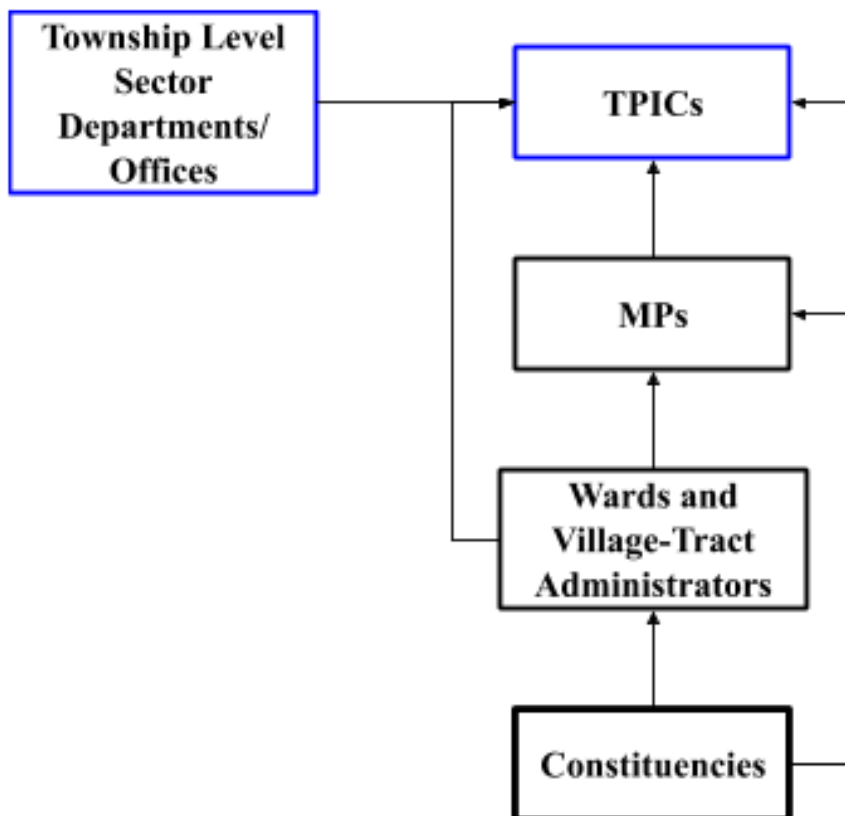 Township Level
Sector
Departments/
Offices
TPICs
MPs
Wards and
Village-Tract
Administrators
Constituencies